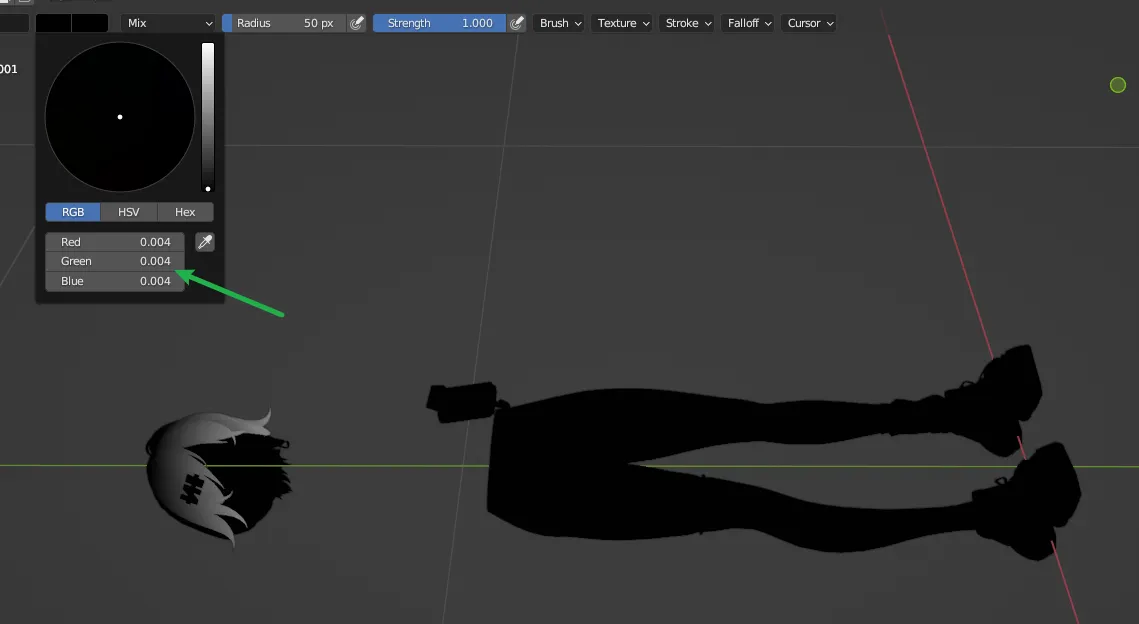 Mix Radius 50 px Strength 1.000 Brush Texture Stroke Falloff Cursor
001
RGB HSV Hex
Red 0.004
Green 0.004
Blue 0.004